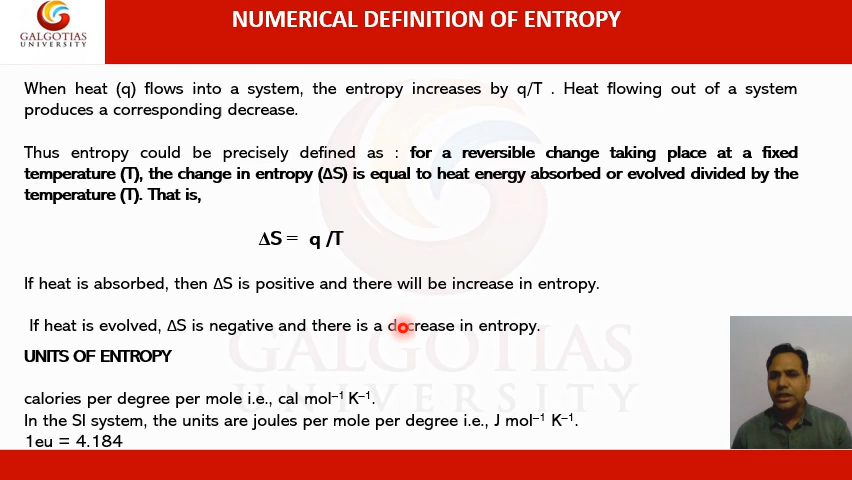 GALGOTIAS
UNIVERSITY
NUMERICAL DEFINITION OF ENTROPY
When heat (q) flows into a system, the entropy increases by q/T . Heat flowing out of a system
produces a corresponding decrease.
Thus entropy could be precisely defined as : for a reversible change taking place at a fixed
temperature (T), the change in entropy (ΔS) is equal to heat energy absorbed or evolved divided by the
temperature (T). That is,
ΔS = q /T
If heat is absorbed, then ΔS is positive and there will be increase in entropy.
If heat is evolved, ΔS is negative and there is a decrease in entropy.
GALGOTIAS
UNITS OF ENTROPY
UNIVERSITY
calories per degree per mole i.e., cal mol⁻¹ K⁻¹.
In the SI system, the units are joules per mole per degree i.e., J mol⁻¹ K⁻¹.
1eu = 4.184